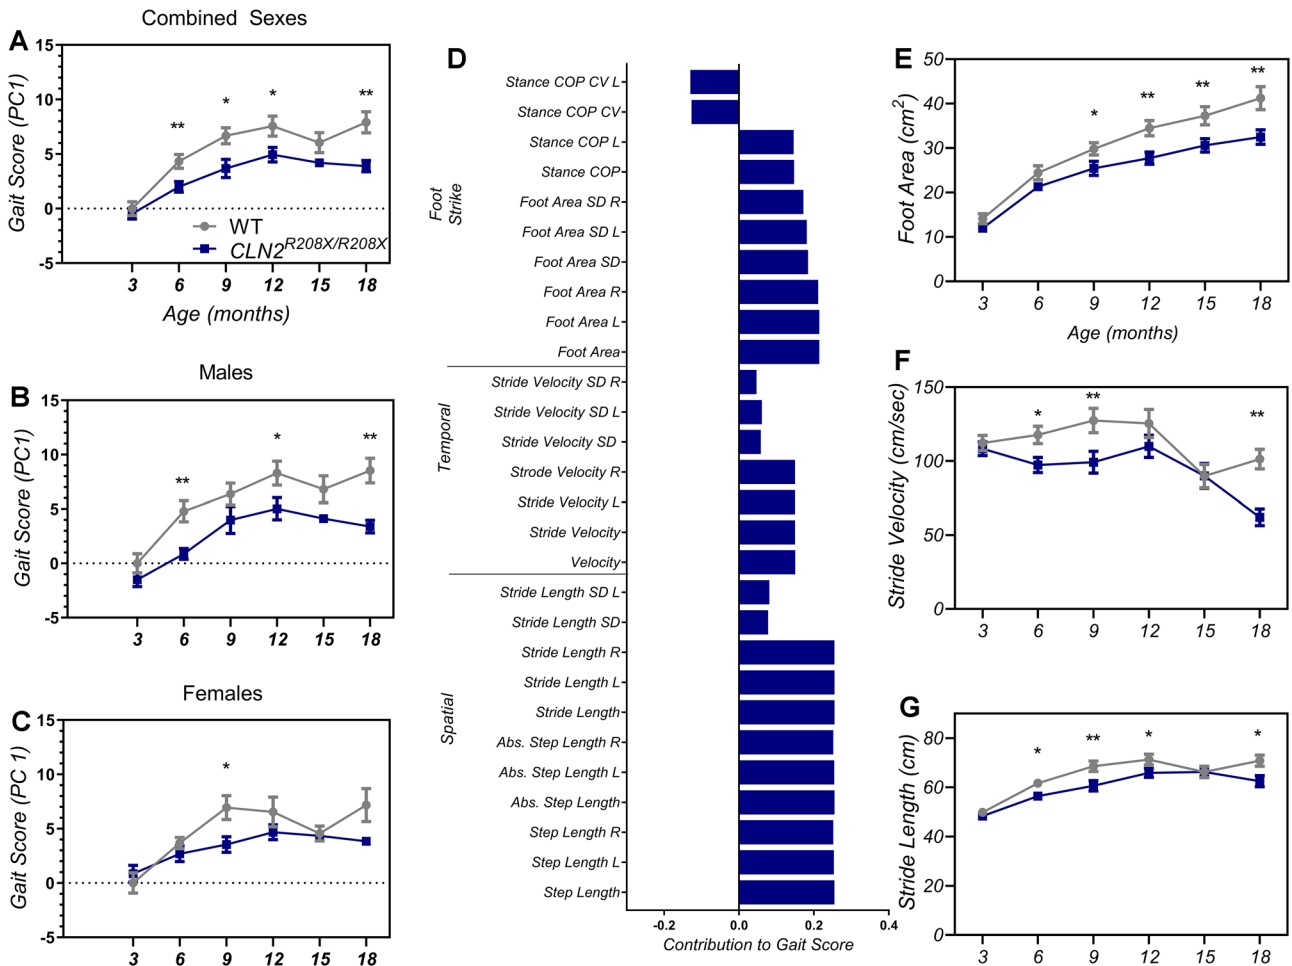 Combined Sexes
A
15
10
5
0
-5
Gait Score (PC1)
**
*
*
**
WT
CLN2R208X/R208X
3 6 9 12 15 18
Age (months)
Males
B
15
10
5
0
-5
Gait Score (PC1)
**
*
**
3 6 9 12 15 18
Females
C
15
10
5
0
-5
Gait Score (PC 1)
*
3 6 9 12 15 18
D
Foot
Strike
Stance COP CV L
Stance COP CV
Stance COP L
Stance COP
Foot Area SD R
Foot Area SD L
Foot Area SD
Foot Area R
Foot Area L
Foot Area
Temporal
Stride Velocity SD R
Stride Velocity SD L
Stride Velocity SD
Strode Velocity R
Stride Velocity L
Stride Velocity
Velocity
Spatial
Stride Length SD L
Stride Length SD
Stride Length R
Stride Length L
Stride Length
Abs. Step Length R
Abs. Step Length L
Abs. Step Length
Step Length R
Step Length L
Step Length
-0.2 0.0 0.2 0.4
Contribution to Gait Score
E
50
40
30
20
10
0
Foot Area (cm2)
*
**
**
**
3 6 9 12 15 18
Age (months)
F
150
100
50
0
Stride Velocity (cm/sec)
*
**
**
3 6 9 12 15 18
G
80
60
40
20
0
Stride Length (cm)
*
**
*
*
3 6 9 12 15 18